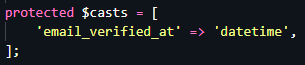 protected $casts = [
    'email_verified_at' => 'datetime',
];